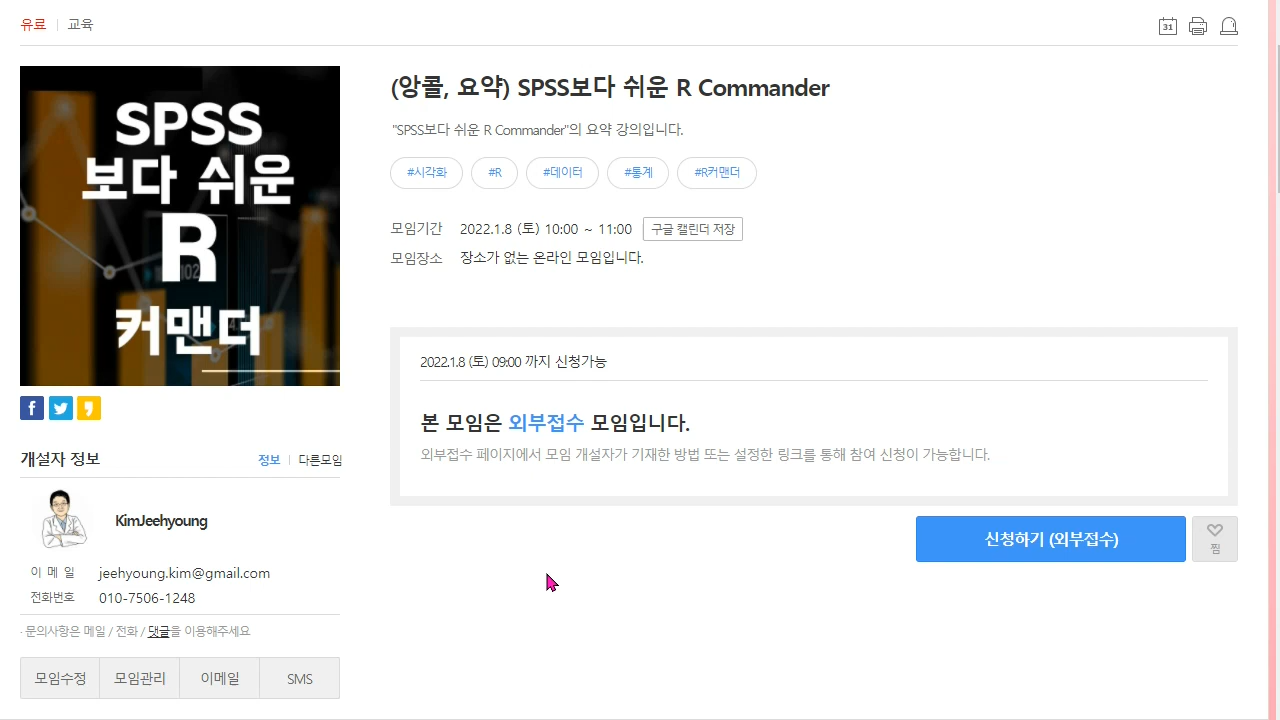 유료 교육
31
SPSS
보다 쉬운
R
커맨더
(앙콜, 요약) SPSS보다 쉬운 R Commander
"SPSS보다 쉬운 R Commander"의 요약 강의입니다.
#시각화 #R #데이터 #통계 #R커맨더
모임기간 2022.1.8 (토) 10:00 ~ 11:00 구글 캘린더 저장
모임장소 장소가 없는 온라인 모임입니다.
2022.1.8 (토) 09:00 까지 신청가능
본 모임은 외부접수 모임입니다.
외부접수 페이지에서 모임 개설자가 기재한 방법 또는 설정한 링크를 통해 참여 신청이 가능합니다.
신청하기 (외부접수)
찜
개설자 정보 정보 다른모임
KimJeehyoung
이 메 일 jeehyoung.kim@gmail.com
전화번호 010-7506-1248
· 문의사항은 메일 / 전화 / 댓글을 이용해주세요
모임수정 모임관리 이메일 SMS